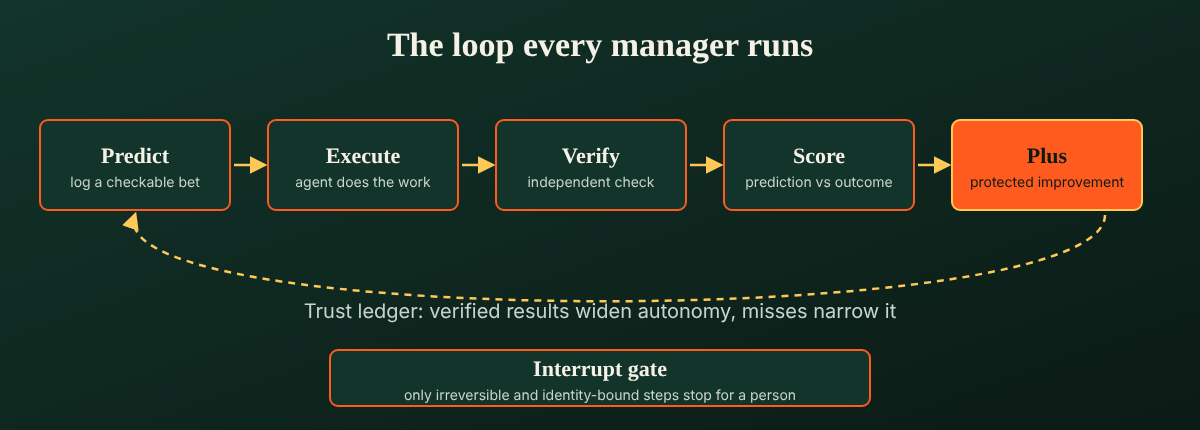 The loop every manager runs
Predict
log a checkable bet
Execute
agent does the work
Verify
independent check
Score
prediction vs outcome
Plus
protected improvement
Trust ledger: verified results widen autonomy, misses narrow it
Interrupt gate
only irreversible and identity-bound steps stop for a person